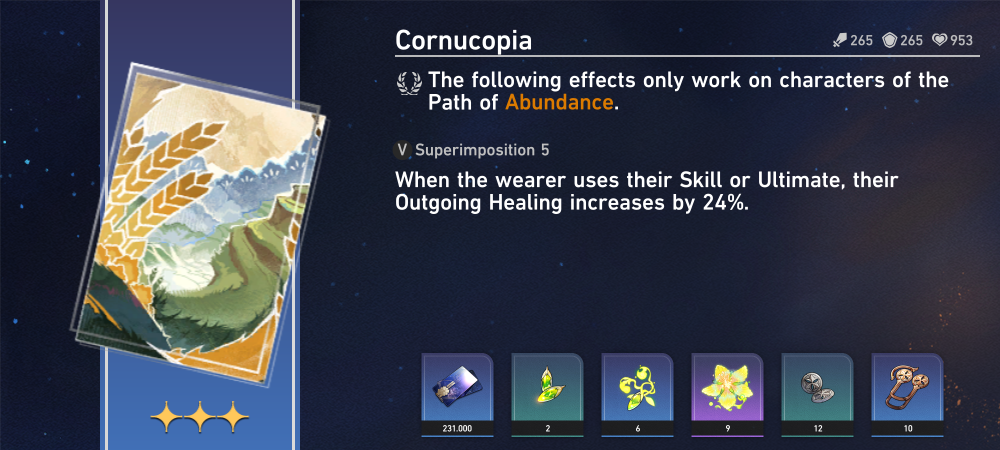 Cornucopia
265 265 953
The following effects only work on characters of the
Path of Abundance.
V Superimposition 5
When the wearer uses their Skill or Ultimate, their
Outgoing Healing increases by 24%.
231.000 2 6 9 12 10